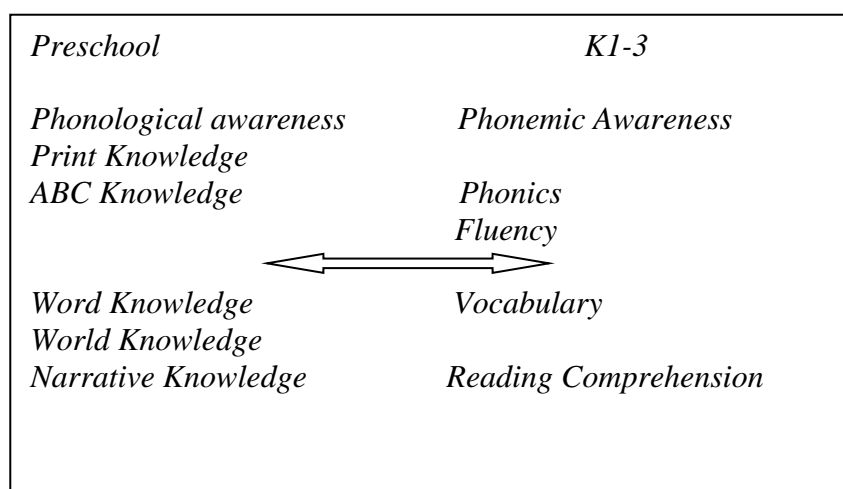 Preschool K1-3
Phonological awareness Phonemic Awareness
Print Knowledge
ABC Knowledge Phonics
Fluency
Word Knowledge Vocabulary
World Knowledge
Narrative Knowledge Reading Comprehension